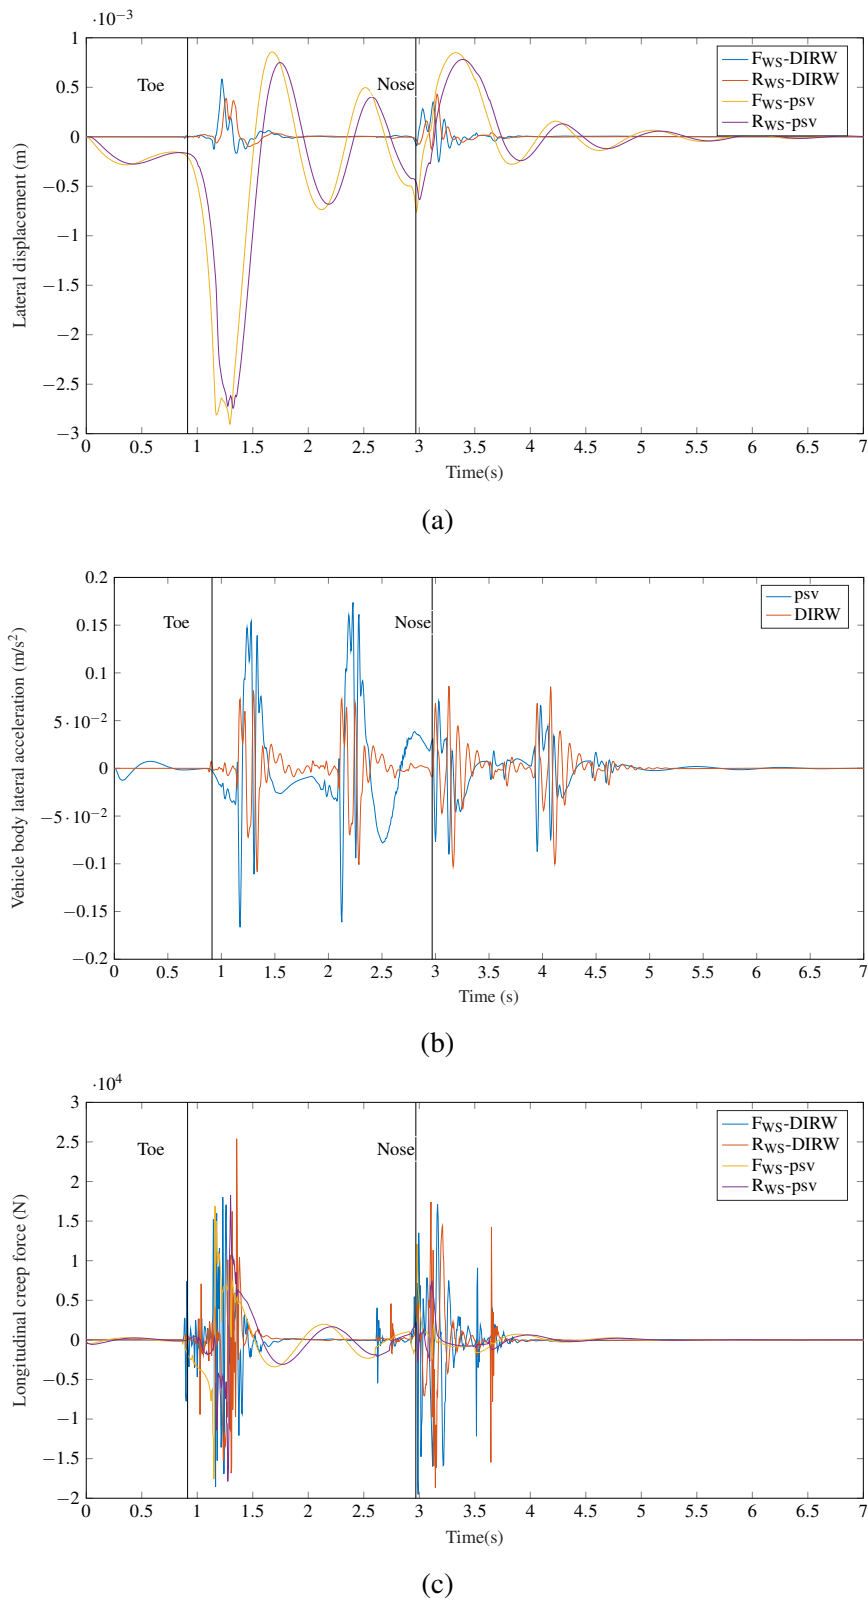 ·10⁻³
1
0.5
0
−0.5
−1
−1.5
−2
−2.5
−3
Lateral displacement (m)
Toe
Nose
F_WS-DIRW
R_WS-DIRW
F_WS-psv
R_WS-psv
0 0.5 1 1.5 2 2.5 3 3.5 4 4.5 5 5.5 6 6.5 7
Time(s)
(a)
0.2
0.15
0.1
5·10⁻²
0
−5·10⁻²
−0.1
−0.15
−0.2
Vehicle body lateral acceleration (m/s²)
Toe
Nose
psv
DIRW
0 0.5 1 1.5 2 2.5 3 3.5 4 4.5 5 5.5 6 6.5 7
Time (s)
(b)
·10⁴
3
2.5
2
1.5
1
0.5
0
−0.5
−1
−1.5
−2
Longitudinal creep force (N)
Toe
Nose
F_WS-DIRW
R_WS-DIRW
F_WS-psv
R_WS-psv
0 0.5 1 1.5 2 2.5 3 3.5 4 4.5 5 5.5 6 6.5 7
Time(s)
(c)